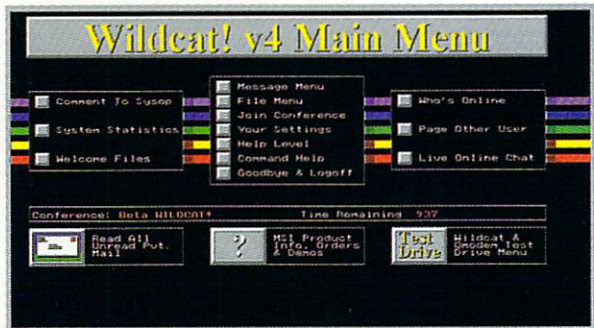 Wildcat! v4 Main Menu
Comment To Sysop
System Statistics
Welcome Files
Message Menu
File Menu
Join Conference
Your Settings
Help Level
Command Help
Goodbye & Logoff
Who's Online
Page Other User
Live Online Chat
Conference: Beta WILDCAT! Time Remaining 937
Read All
Unread Pvt.
Mail
?
MSI Product
Info, Orders
& Demos
Test
Drive
Wildcat &
Qmodem Test
Drive Menu